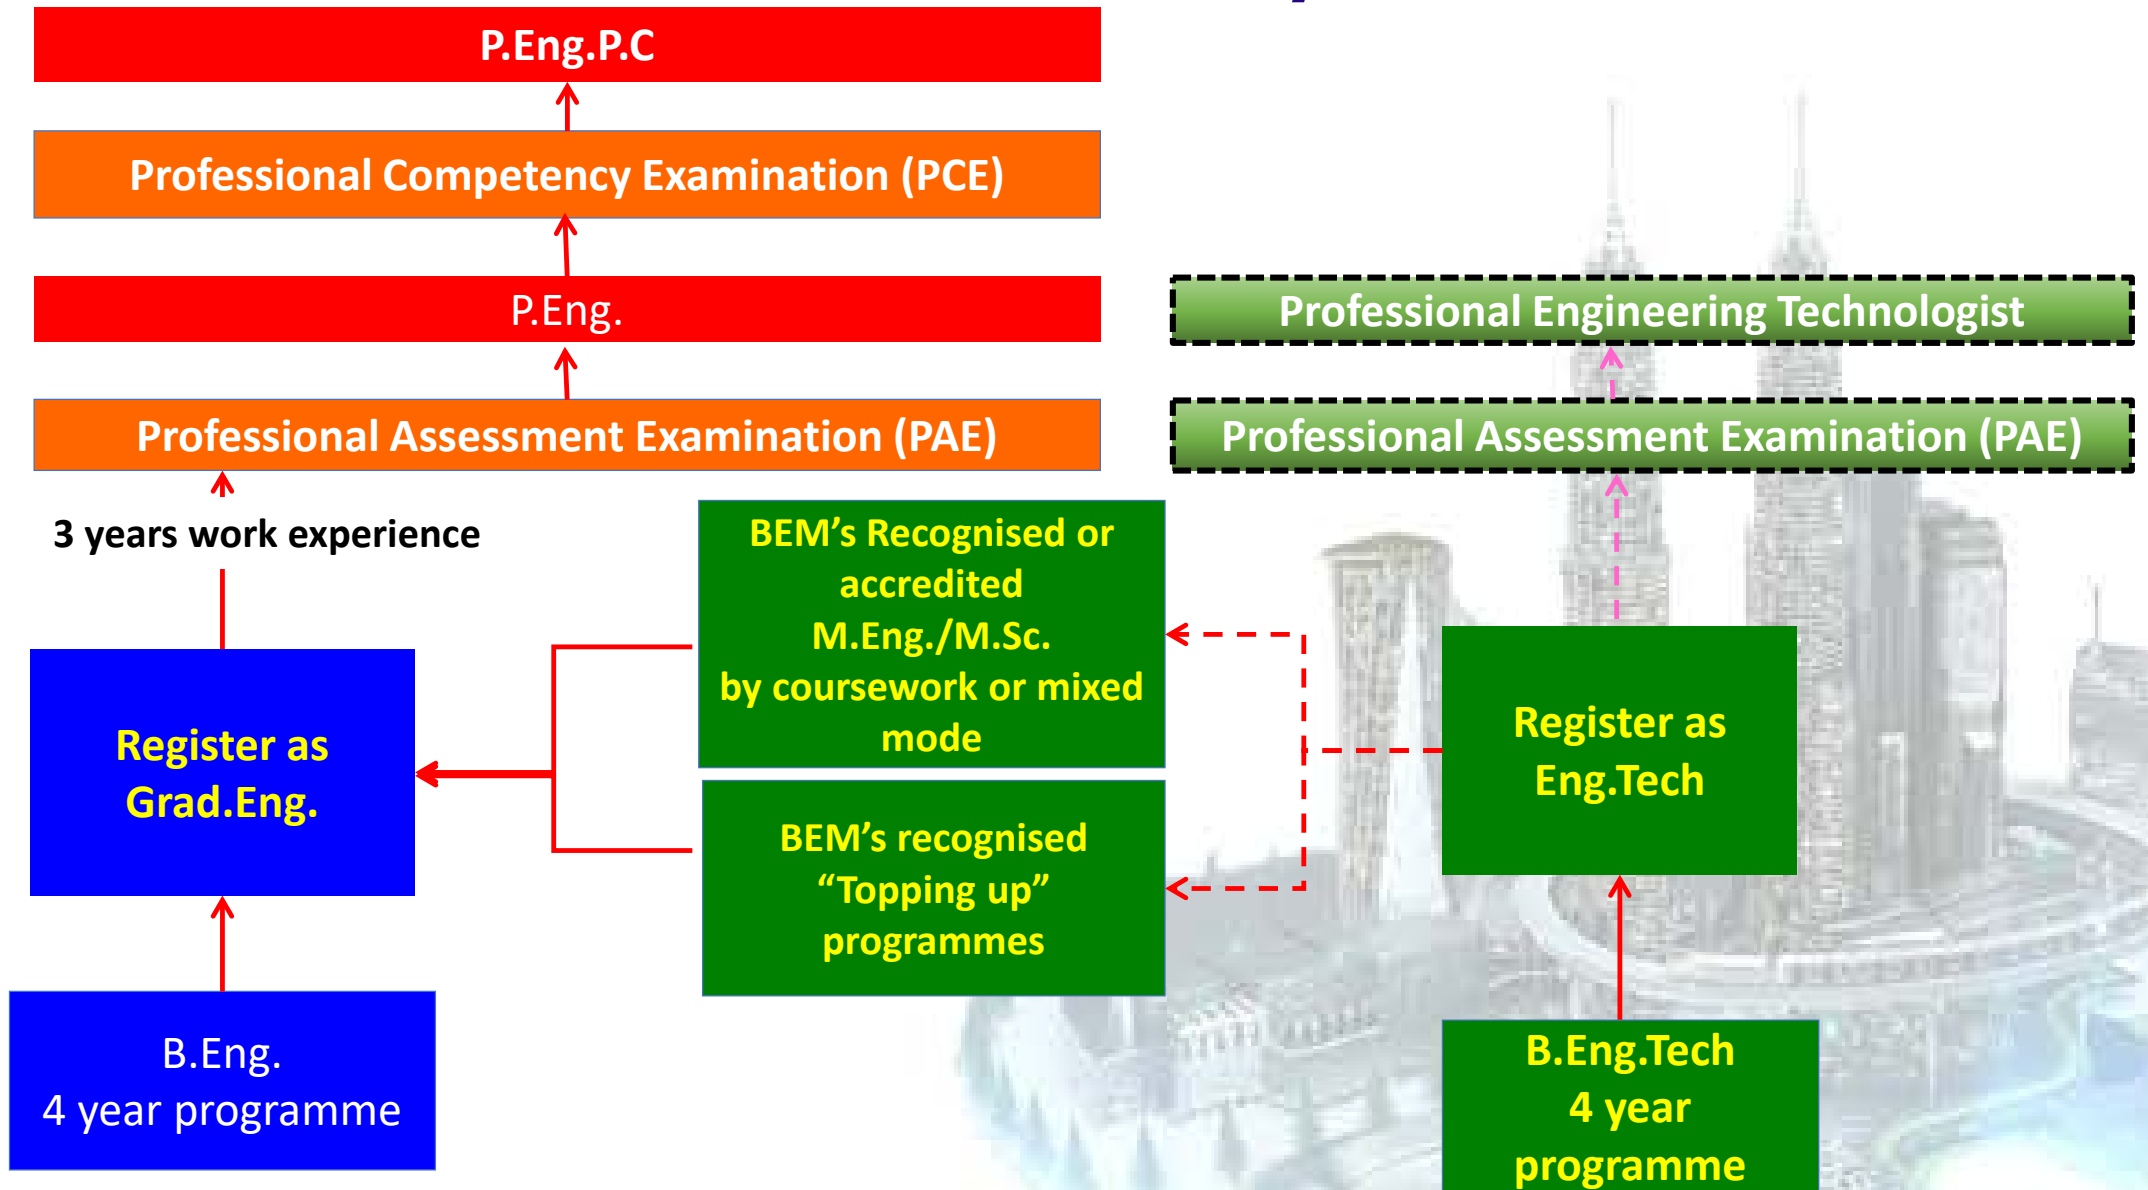 P.Eng.P.C
Professional Competency Examination (PCE)
P.Eng.
Professional Engineering Technologist
Professional Assessment Examination (PAE)
Professional Assessment Examination (PAE)
3 years work experience
BEM’s Recognised or
accredited
M.Eng./M.Sc.
by coursework or mixed
mode
Register as
Grad.Eng.
Register as
Eng.Tech
BEM’s recognised
“Topping up”
programmes
B.Eng.
4 year programme
B.Eng.Tech
4 year
programme